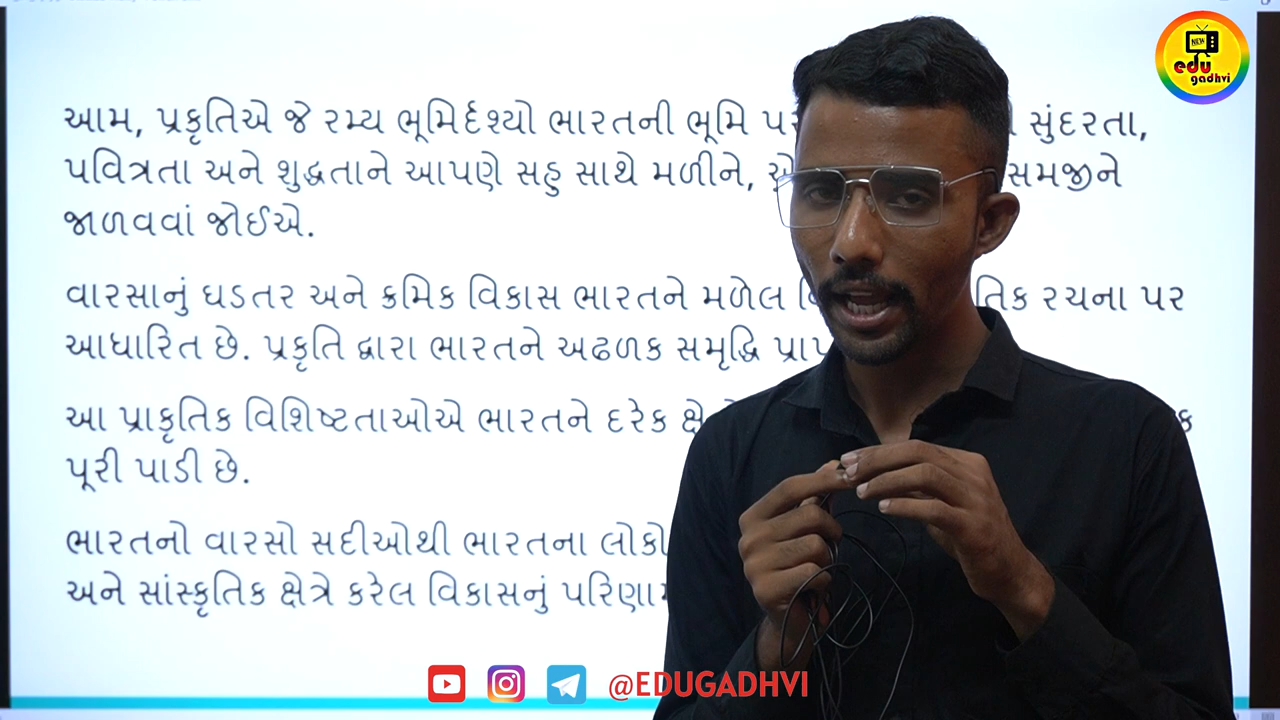 આમ, પ્રકૃતિએ જે રમ્ય ભૂમિર્દશ્યો ભારતની ભૂમિ સુંદરતા,
પવિત્રતા અને શુદ્ધતાને આપણે સહુ સાથે મળીને, સમજીને
જાળવવાં જોઈએ.
વારસાનું ઘડતર અને ક્રમિક વિકાસ ભારતને મળેલ રચના પર
આધારિત છે. પ્રકૃતિ દ્વારા ભારતને અઢળક સમૃદ્ધિ
આ પ્રાકૃતિક વિશિષ્ટતાઓએ ભારતને દરેક
પૂરી પાડી છે.
ભારતનો વારસો સદીઓથી ભારતના લોકો
અને સાંસ્કૃતિક ક્ષેત્રે કરેલ વિકાસનું
NEW
edu
gadhvi
@EDUGADHVI